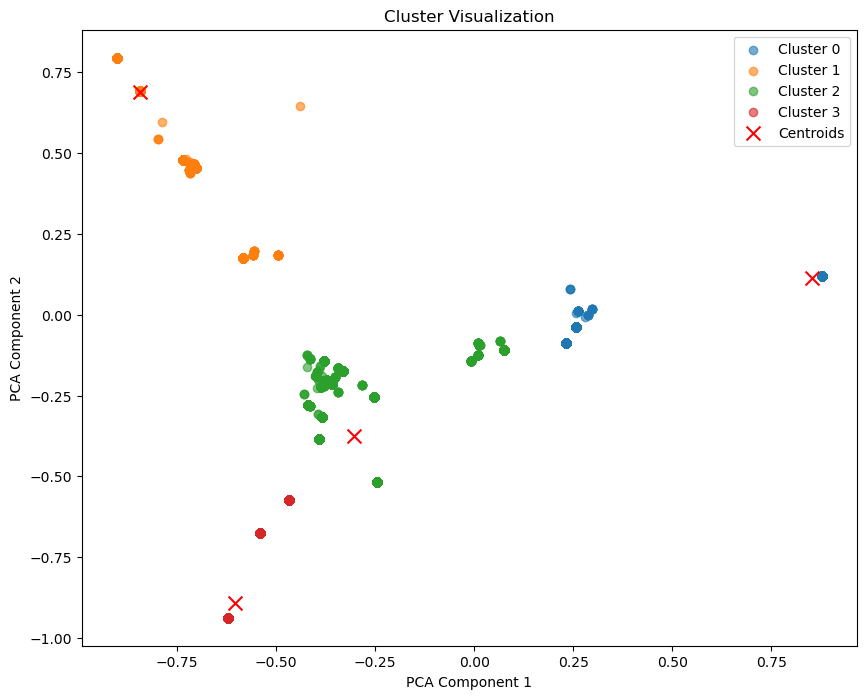 Cluster Visualization
Cluster 0
Cluster 1
Cluster 2
Cluster 3
Centroids
PCA Component 2
0.75
0.50
0.25
0.00
−0.25
−0.50
−0.75
−1.00
−0.75
−0.50
−0.25
0.00
0.25
0.50
0.75
PCA Component 1